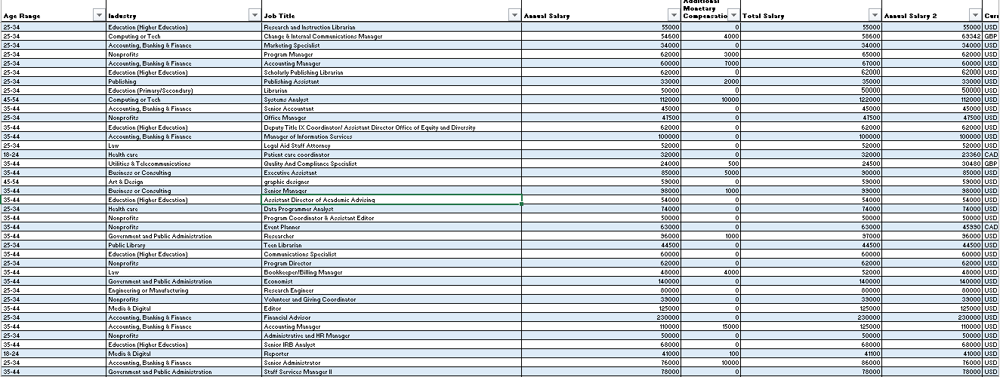 Additional
Monetary
Age Range Industry Job Title Annual Salary Compensatio Total Salary Annual Salary 2 Curr
25-34 Education (Higher Education) Research and Instruction Librarian 55000 0 55000 55000 USD
25-34 Computing or Tech Change & Internal Communications Manager 54600 4000 58600 69342 GBP
25-34 Accounting, Banking & Finance Marketing Specialist 34000 0 34000 34000 USD
25-34 Nonprofits Program Manager 62000 3000 65000 62000 USD
25-34 Accounting, Banking & Finance Accounting Manager 60000 7000 67000 60000 USD
25-34 Education (Higher Education) Scholarly Publishing Librarian 62000 0 62000 62000 USD
25-34 Publishing Publishing Assistant 33000 2000 35000 33000 USD
25-34 Education (Primary/Secondary) Librarian 50000 0 50000 50000 USD
45-54 Computing or Tech Systems Analyst 112000 10000 122000 112000 USD
35-44 Accounting, Banking & Finance Senior Accountant 45000 0 45000 45000 USD
25-34 Nonprofits Office Manager 47500 0 47500 47500 USD
35-44 Education (Higher Education) Deputy Title IX Coordinator/ Assistant Director Office of Equity and Diversity 62000 0 62000 62000 USD
35-44 Accounting, Banking & Finance Manager of Information Services 100000 0 100000 100000 USD
25-34 Law Legal Aid Staff Attorney 52000 0 52000 52000 USD
18-24 Health care Patient care coordinator 32000 0 32000 23360 CAD
35-44 Utilities & Telecommunications Quality And Compliance Specialist 24000 500 24500 30480 GBP
35-44 Business or Consulting Executive Assistant 85000 5000 90000 85000 USD
45-54 Art & Design graphic designer 59000 0 59000 59000 USD
35-44 Business or Consulting Senior Manager 98000 1000 99000 98000 USD
35-44 Education (Higher Education) Assistant Director of Academic Advising 54000 0 54000 54000 USD
25-34 Health care Data Programmer Analyst 74000 0 74000 74000 USD
35-44 Nonprofits Program Coordinator & Assistant Editor 50000 0 50000 50000 USD
35-44 Nonprofits Event Planner 63000 0 63000 45990 CAD
35-44 Government and Public Administration Researcher 96000 1000 97000 96000 USD
25-34 Public Library Teen Librarian 44500 0 44500 44500 USD
35-44 Education (Higher Education) Communications Specialist 60000 0 60000 60000 USD
25-34 Nonprofits Program Director 62000 0 62000 62000 USD
35-44 Law Bookkeeper/Billing Manager 48000 4000 52000 48000 USD
35-44 Government and Public Administration Economist 140000 0 140000 140000 USD
25-34 Engineering or Manufacturing Research Engineer 80000 0 80000 80000 USD
25-34 Nonprofits Volunteer and Giving Coordinator 39000 0 39000 39000 USD
35-44 Media & Digital Editor 125000 0 125000 125000 USD
25-34 Accounting, Banking & Finance Financial Advisor 230000 0 230000 230000 USD
35-44 Accounting, Banking & Finance Accounting Manager 110000 15000 125000 110000 USD
25-34 Nonprofits Administrative and HR Manager 50000 0 50000 50000 USD
35-44 Education (Higher Education) Senior IRB Analyst 68000 0 68000 68000 USD
18-24 Media & Digital Reporter 41000 100 41100 41000 USD
25-34 Accounting, Banking & Finance Senior Administrator 76000 10000 86000 76000 USD
35-44 Government and Public Administration Staff Services Manager II 78000 0 78000 78000 USD